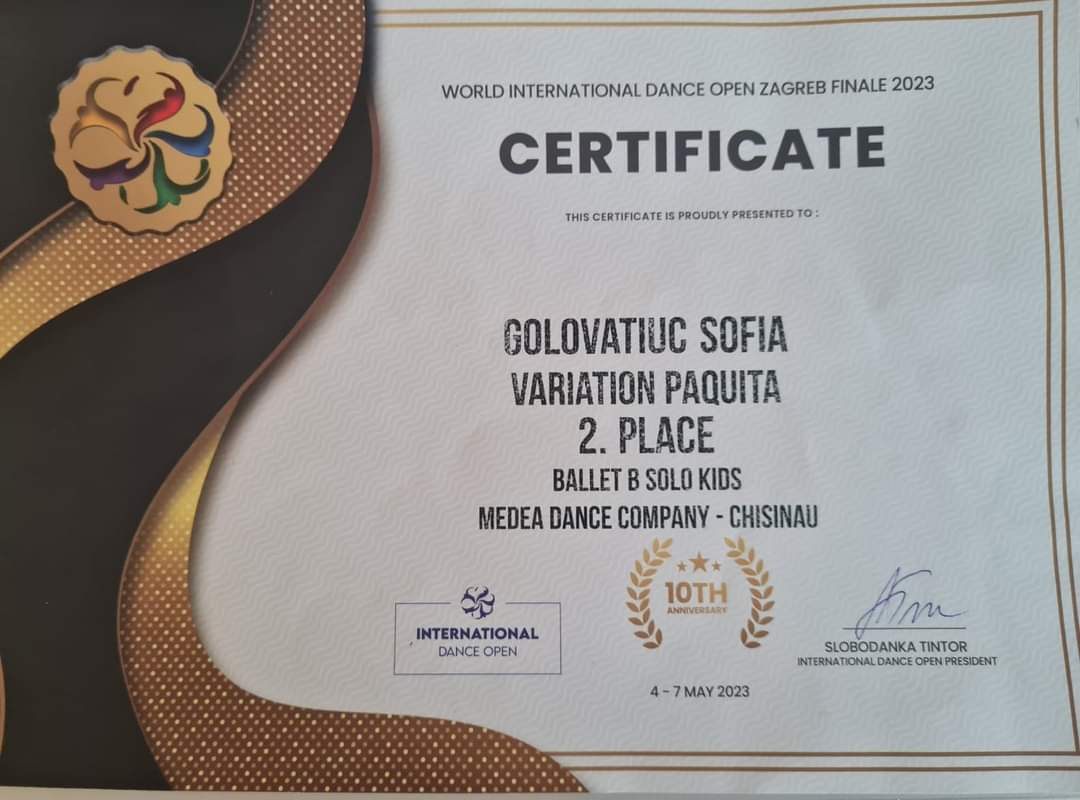 WORLD INTERNATIONAL DANCE OPEN ZAGREB FINALE 2023
CERTIFICATE
THIS CERTIFICATE IS PROUDLY PRESENTED TO :
GOLOVATIUC SOFIA
VARIATION PAQUITA
2. PLACE
BALLET B SOLO KIDS
MEDEA DANCE COMPANY - CHISINAU
10TH
ANNIVERSARY
INTERNATIONAL
DANCE OPEN
SLOBODANKA TINTOR
INTERNATIONAL DANCE OPEN PRESIDENT
4 - 7 MAY 2023